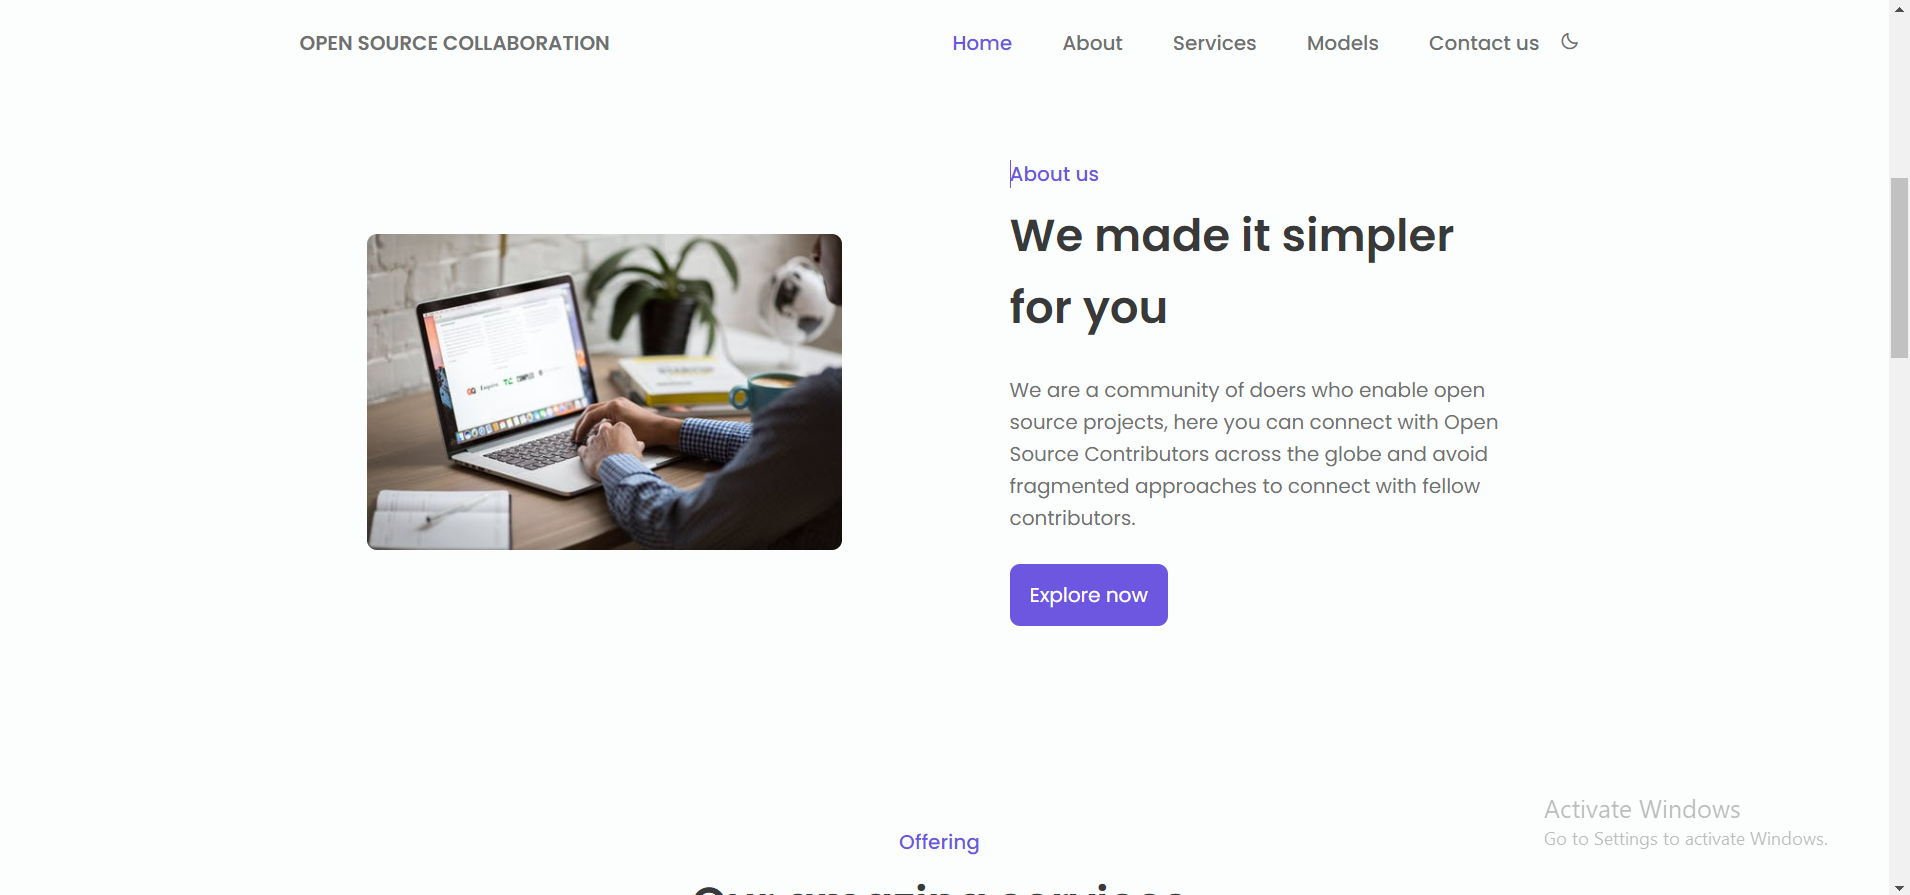 OPEN SOURCE COLLABORATION
Home
About
Services
Models
Contact us
About us
We made it simpler
for you
We are a community of doers who enable open
source projects, here you can connect with Open
Source Contributors across the globe and avoid
fragmented approaches to connect with fellow
contributors.
Explore now
Offering
Our amazing services
Activate Windows
Go to Settings to activate Windows.